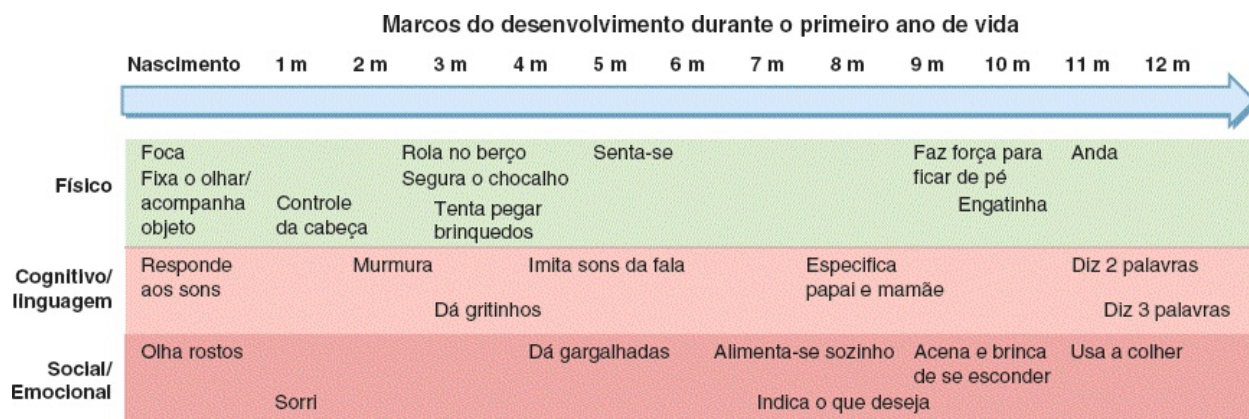 Marcos do desenvolvimento durante o primeiro ano de vida
Nascimento 1 m 2 m 3 m 4 m 5 m 6 m 7 m 8 m 9 m 10 m 11 m 12 m
Físico
Foca
Fixa o olhar/
acompanha
objeto
Controle
da cabeça
Rola no berço
Segura o chocalho
Tenta pegar
brinquedos
Senta-se
Faz força para
ficar de pé
Engatinha
Anda
Cognitivo/
linguagem
Responde
aos sons
Murmura
Dá gritinhos
Imita sons da fala
Especifica
papai e mamãe
Diz 2 palavras
Diz 3 palavras
Social/
Emocional
Olha rostos
Sorri
Dá gargalhadas
Alimenta-se sozinho
Indica o que deseja
Acena e brinca
de se esconder
Usa a colher